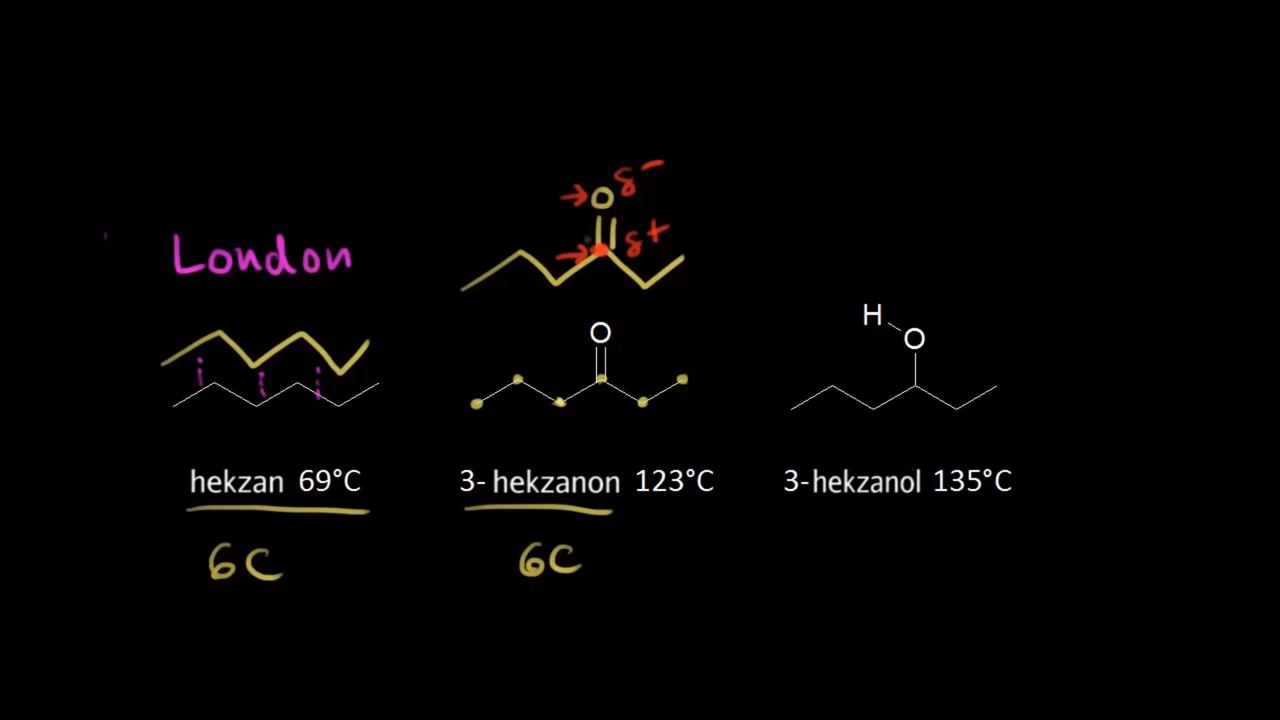 London
O δ-
δ+
O
H
O
hekzan 69°C
3- hekzanon 123°C
3-hekzanol 135°C
6C
6C